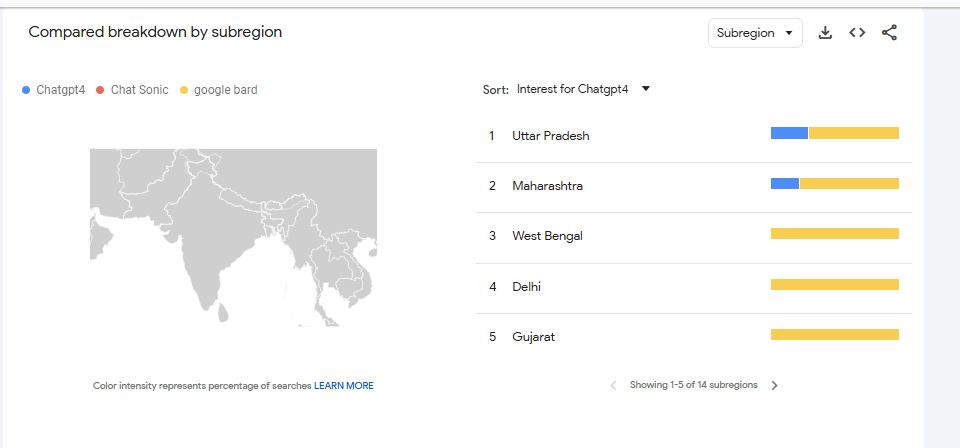 Compared breakdown by subregion
Subregion
Chatgpt4 Chat Sonic google bard
Sort: Interest for Chatgpt4
1 Uttar Pradesh
2 Maharashtra
3 West Bengal
4 Delhi
5 Gujarat
Color intensity represents percentage of searches LEARN MORE
Showing 1-5 of 14 subregions